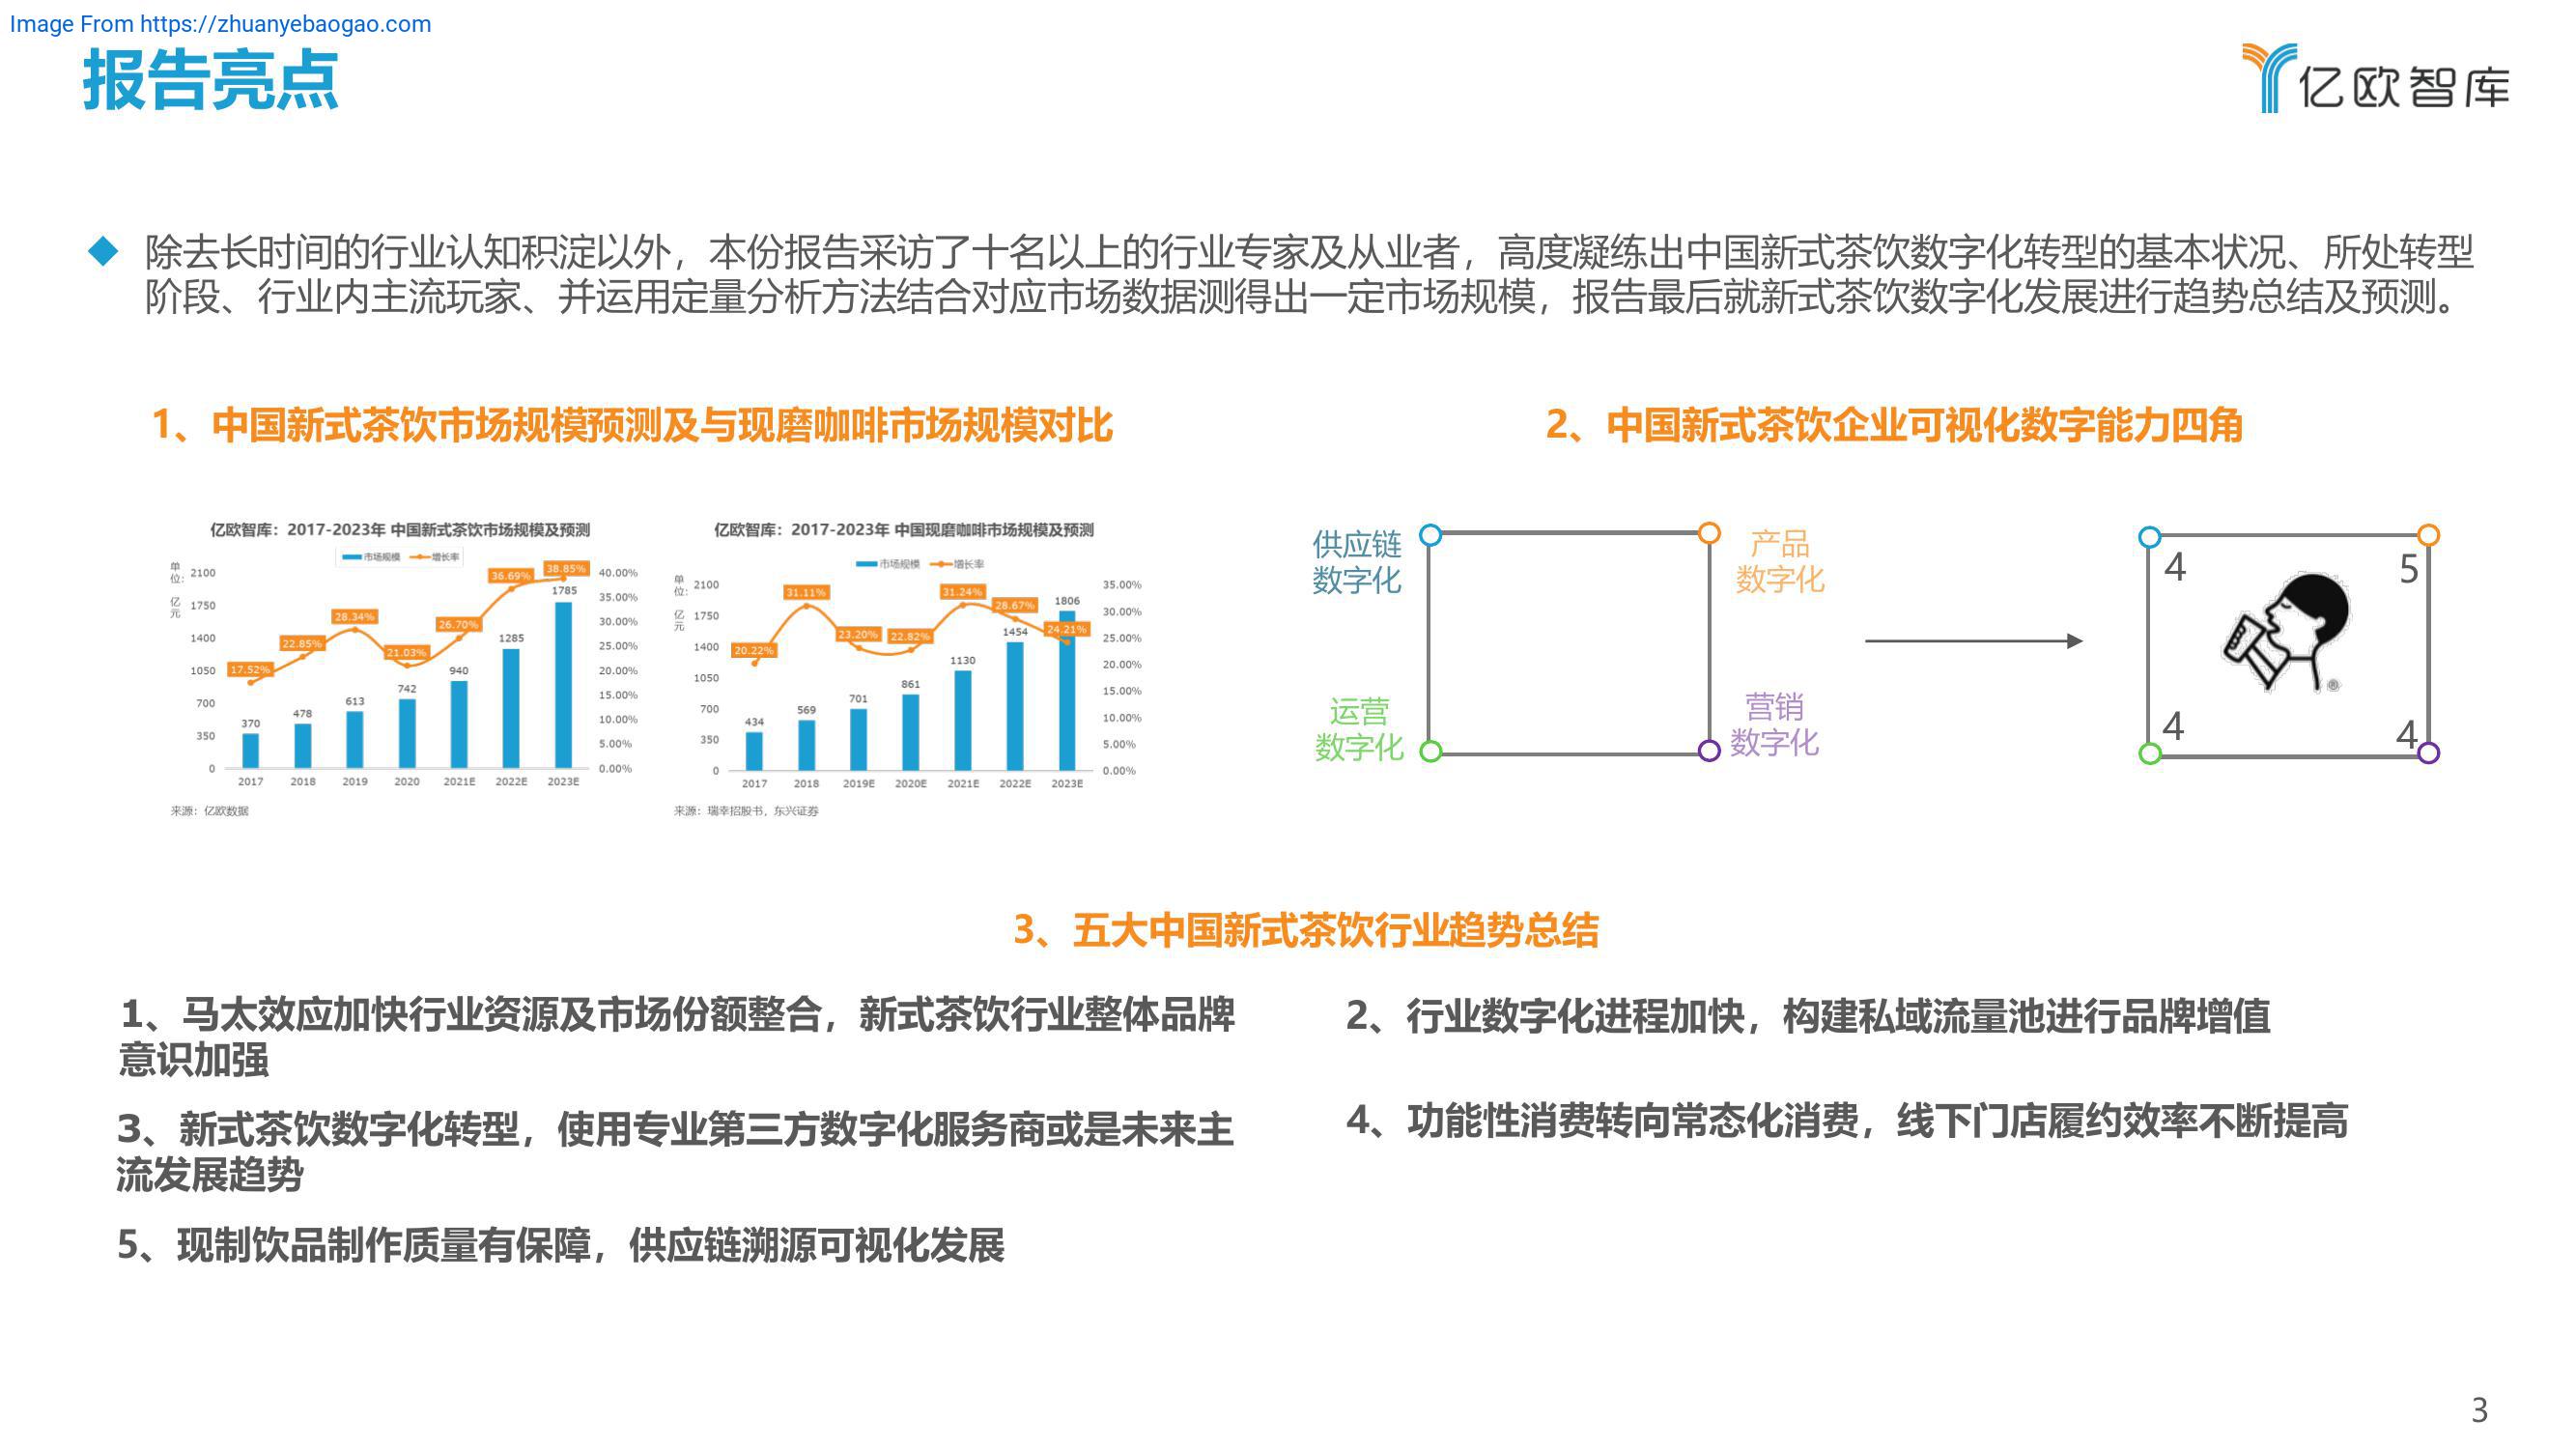 Image From https://zhuanyebaogao.com
报告亮点
亿欧智库
除去长时间的行业认知积淀以外，本份报告采访了十名以上的行业专家及从业者，高度凝练出中国新式茶饮数字化转型的基本状况、所处转型
阶段、行业内主流玩家、并运用定量分析方法结合对应市场数据测得出一定市场规模，报告最后就新式茶饮数字化发展进行趋势总结及预测。
1、中国新式茶饮市场规模预测及与现磨咖啡市场规模对比
亿欧智库：2017-2023年 中国新式茶饮市场规模及预测
市场规模 增长率
单位：亿元
2100
1750
1400
1050
700
350
0
40.00%
35.00%
30.00%
25.00%
20.00%
15.00%
10.00%
5.00%
0.00%
17.52% 22.85% 28.34% 21.03% 26.70% 36.69% 38.85%
370 478 613 742 940 1285 1785
2017 2018 2019 2020 2021E 2022E 2023E
来源：亿欧数据
亿欧智库：2017-2023年 中国现磨咖啡市场规模及预测
市场规模 增长率
单位：亿元
2100
1750
1400
1050
700
350
0
35.00%
30.00%
25.00%
20.00%
15.00%
10.00%
5.00%
0.00%
20.22% 31.11% 23.20% 22.82% 31.24% 28.67% 24.21%
434 569 701 861 1130 1454 1806
2017 2018 2019E 2020E 2021E 2022E 2023E
来源：瑞幸招股书，东兴证券
2、中国新式茶饮企业可视化数字能力四角
供应链
数字化
产品
数字化
运营
数字化
营销
数字化
4 5
®
4 4
3、五大中国新式茶饮行业趋势总结
1、马太效应加快行业资源及市场份额整合，新式茶饮行业整体品牌
意识加强
2、行业数字化进程加快，构建私域流量池进行品牌增值
3、新式茶饮数字化转型，使用专业第三方数字化服务商或是未来主
流发展趋势
4、功能性消费转向常态化消费，线下门店履约效率不断提高
5、现制饮品制作质量有保障，供应链溯源可视化发展
3